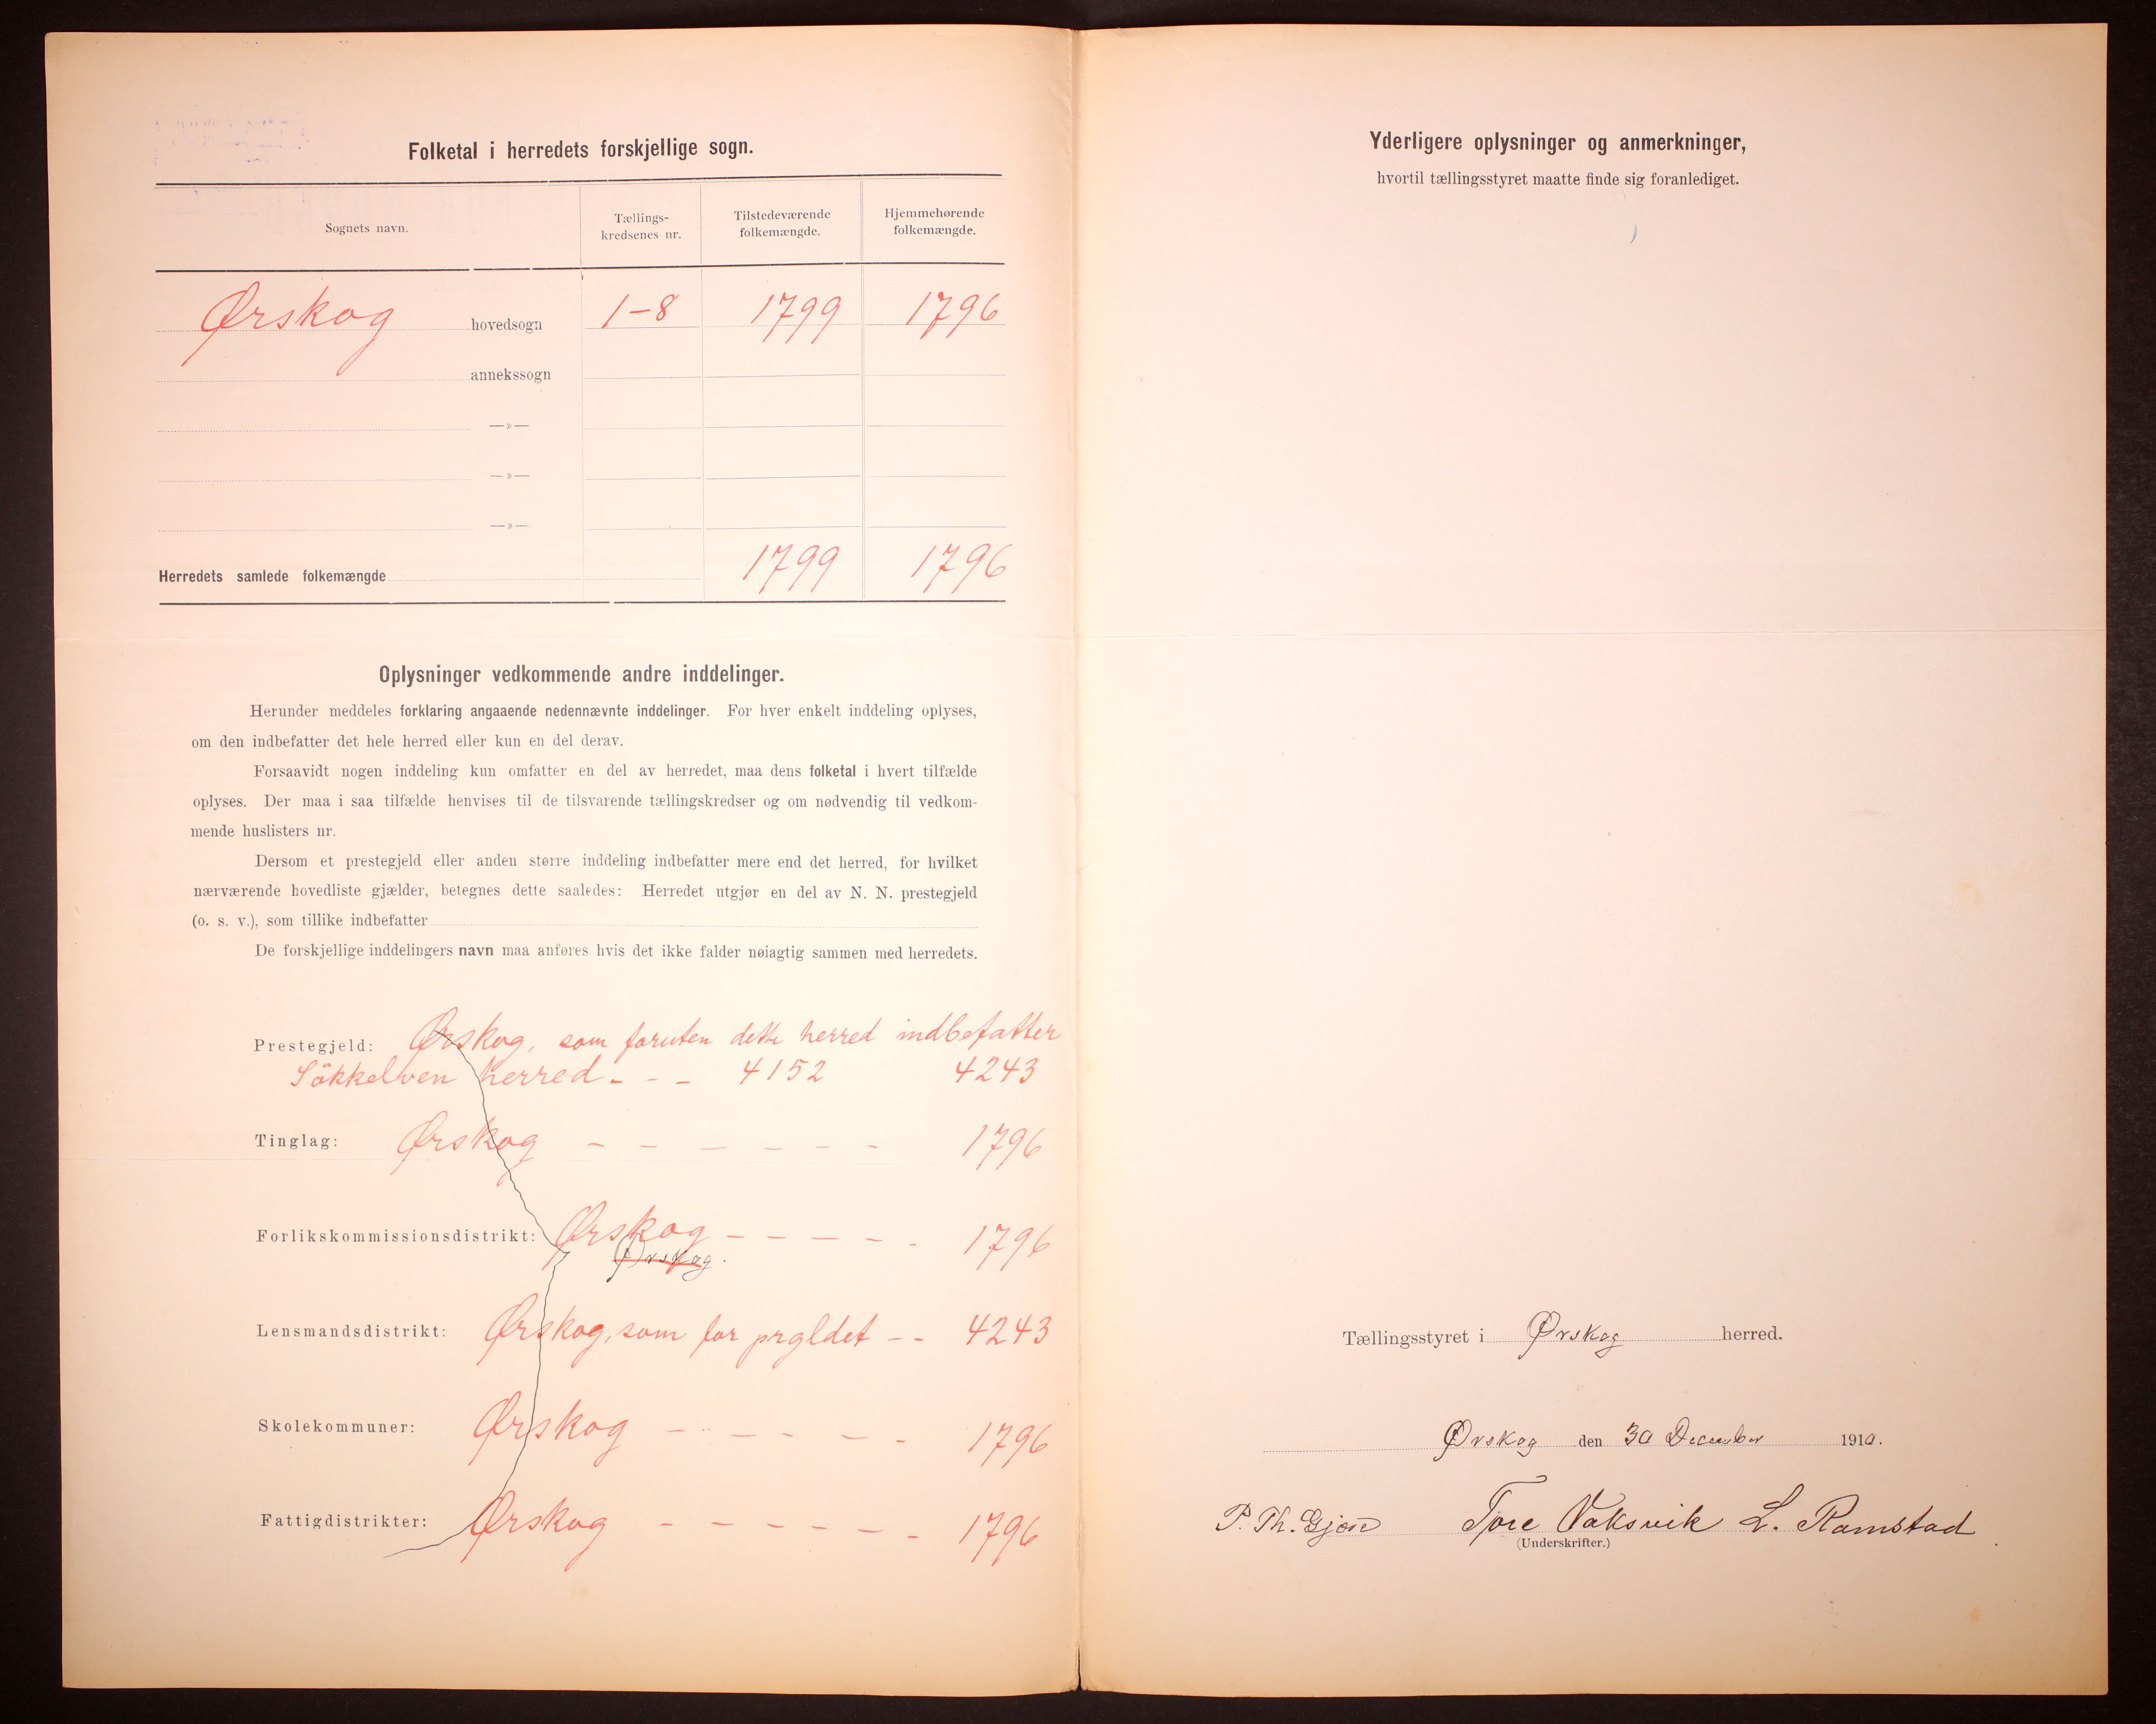 Folketal i herredets forskjellige sogn.
Sognets navn.
Tællings-
kredsenes nr.
Tilstedeværende
folkemængde.
Hjemmehørende
folkemængde.
Ørskog hovedsogn 1-8 1799 1796
annekssogn
—»—
—»—
—»—
Herredets samlede folkemængde 1799 1796
Oplysninger vedkommende andre inddelinger.
Herunder meddeles forklaring angaaende nedennævnte inddelinger. For hver enkelt inddeling oplyses,
om den indbefatter det hele herred eller kun en del derav.
Forsaavidt nogen inddeling kun omfatter en del av herredet, maa dens folketal i hvert tilfælde
oplyses. Der maa i saa tilfælde henvises til de tilsvarende tællingskredser og om nødvendig til vedkom-
mende huslisters nr.
Dersom et prestegjeld eller anden større inddeling indbefatter mere end det herred, for hvilket
nærværende hovedliste gjælder, betegnes dette saaledes: Herredet utgjør en del av N. N. prestegjeld
(o. s. v.), som tillike indbefatter
De forskjellige inddelingers navn maa anføres hvis det ikke falder nøiagtig sammen med herredets.
Prestegjeld: Ørskog, som foruten dette herred indbefatter
Søkkelven herred - - - 4152 4243
Tinglag: Ørskog - - - - - - 1796
Forlikskommissionsdistrikt: Ørskog - - - - - 1796
Ørskog.
Lensmandsdistrikt: Ørskog, som for prgldet - - 4243
Skolekommuner: Ørskog - - - - - 1796
Fattigdistrikter: Ørskog - - - - - - 1796
Yderligere oplysninger og anmerkninger,
hvortil tællingsstyret maatte finde sig foranlediget.
Tællingsstyret i Ørskog herred.
Ørskog den 30 December 1910.
P. Th. Gjøn Tore Vaksvik L. Ramstad
(Underskrifter.)